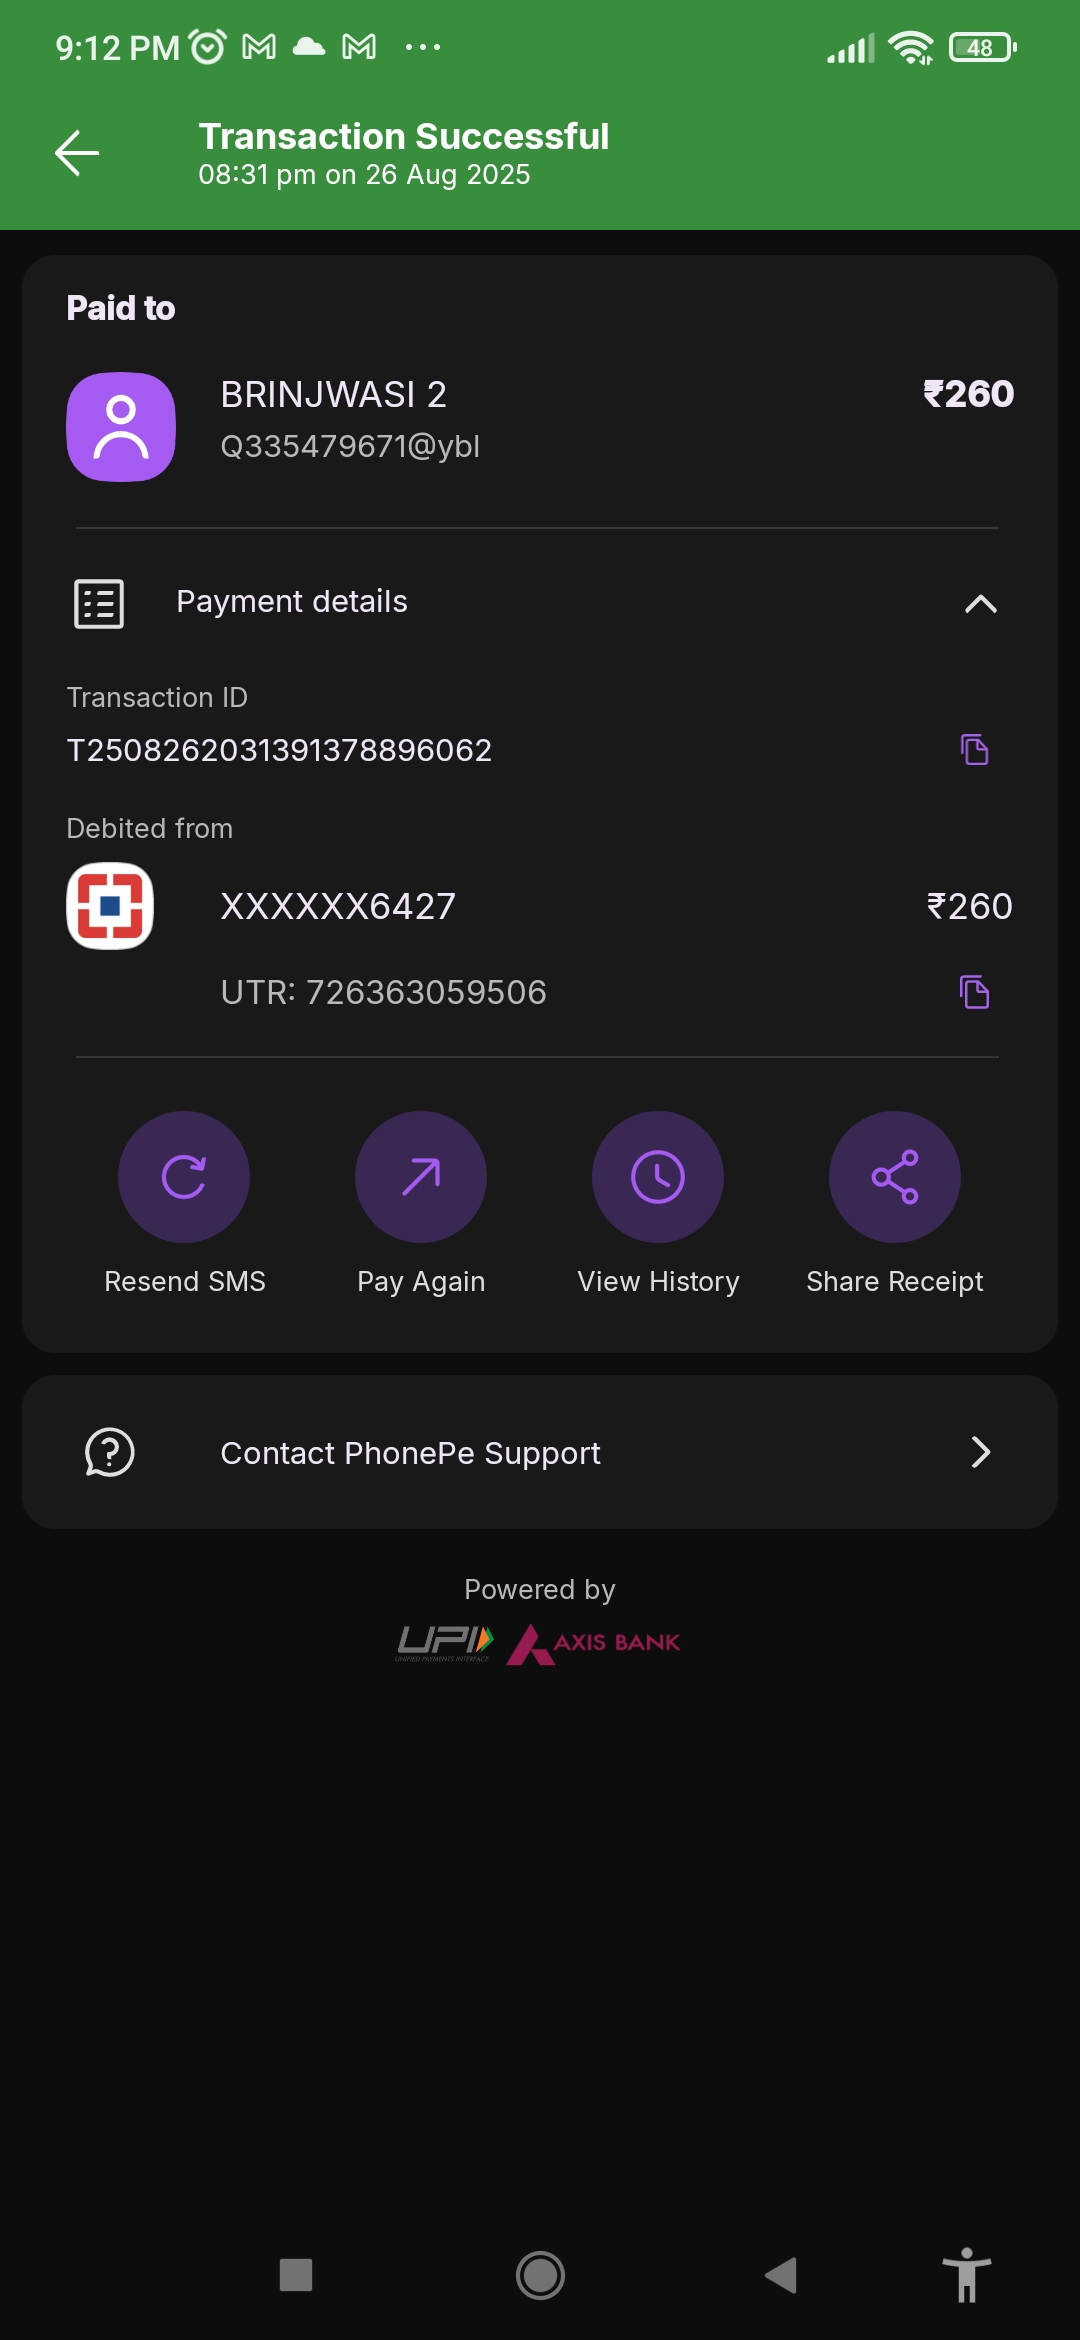 9:12 PM
48
Transaction Successful
08:31 pm on 26 Aug 2025
Paid to
BRINJWASI 2
₹260
Q335479671@ybl
Payment details
Transaction ID
T2508262031391378896062
Debited from
XXXXXX6427
₹260
UTR: 726363059506
Resend SMS
Pay Again
View History
Share Receipt
Contact PhonePe Support
Powered by
UPI
UNIFIED PAYMENTS INTERFACE
AXIS BANK